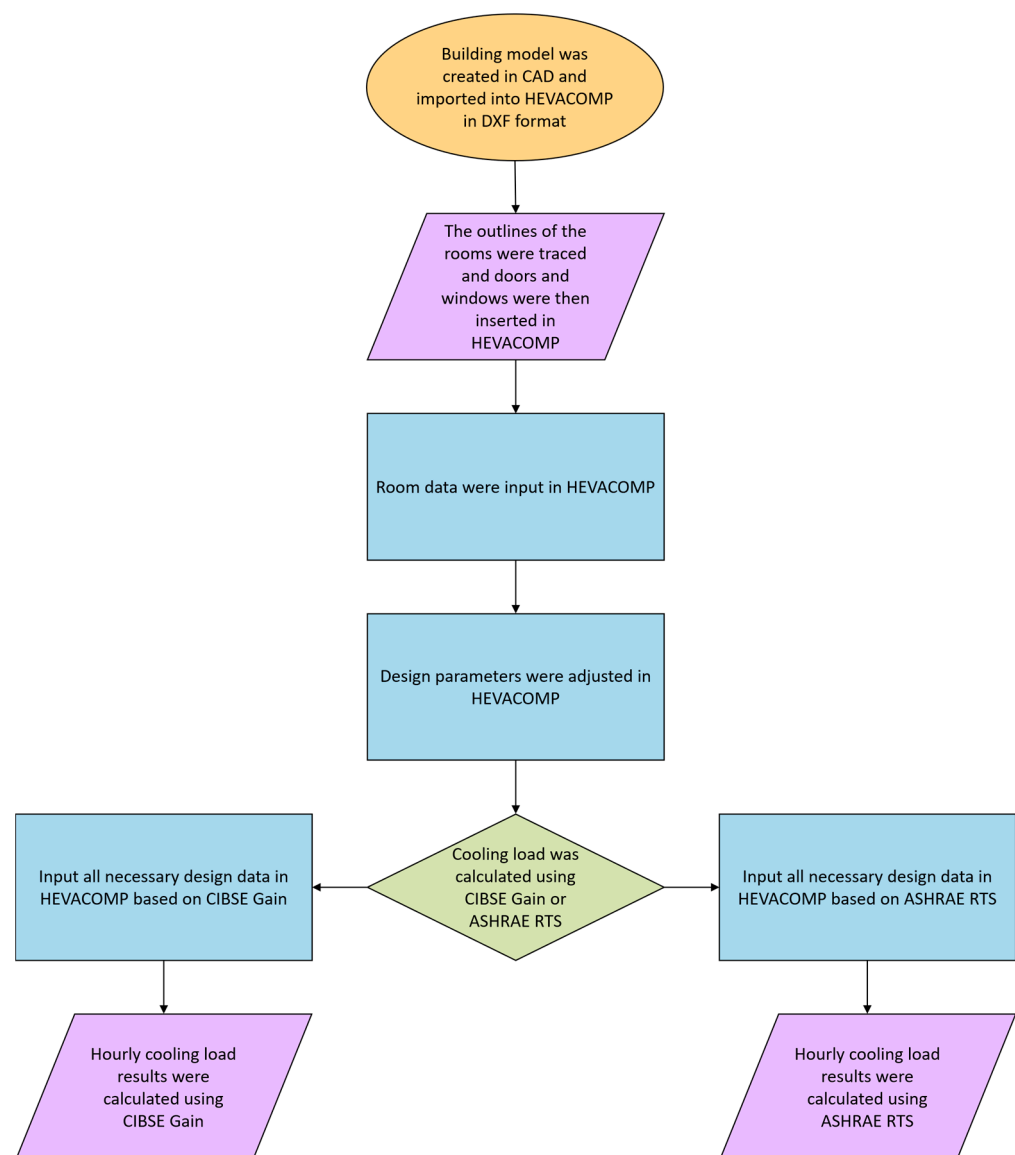 Building model was
created in CAD and
imported into HEVACOMP
in DXF format
The outlines of the
rooms were traced
and doors and
windows were then
inserted in
HEVACOMP
Room data were input in HEVACOMP
Design parameters were adjusted in
HEVACOMP
Cooling load was
calculated using
CIBSE Gain or
ASHRAE RTS
Input all necessary design data in
HEVACOMP based on CIBSE Gain
Input all necessary design data in
HEVACOMP based on ASHRAE RTS
Hourly cooling load
results were
calculated using
CIBSE Gain
Hourly cooling load
results were
calculated using
ASHRAE RTS